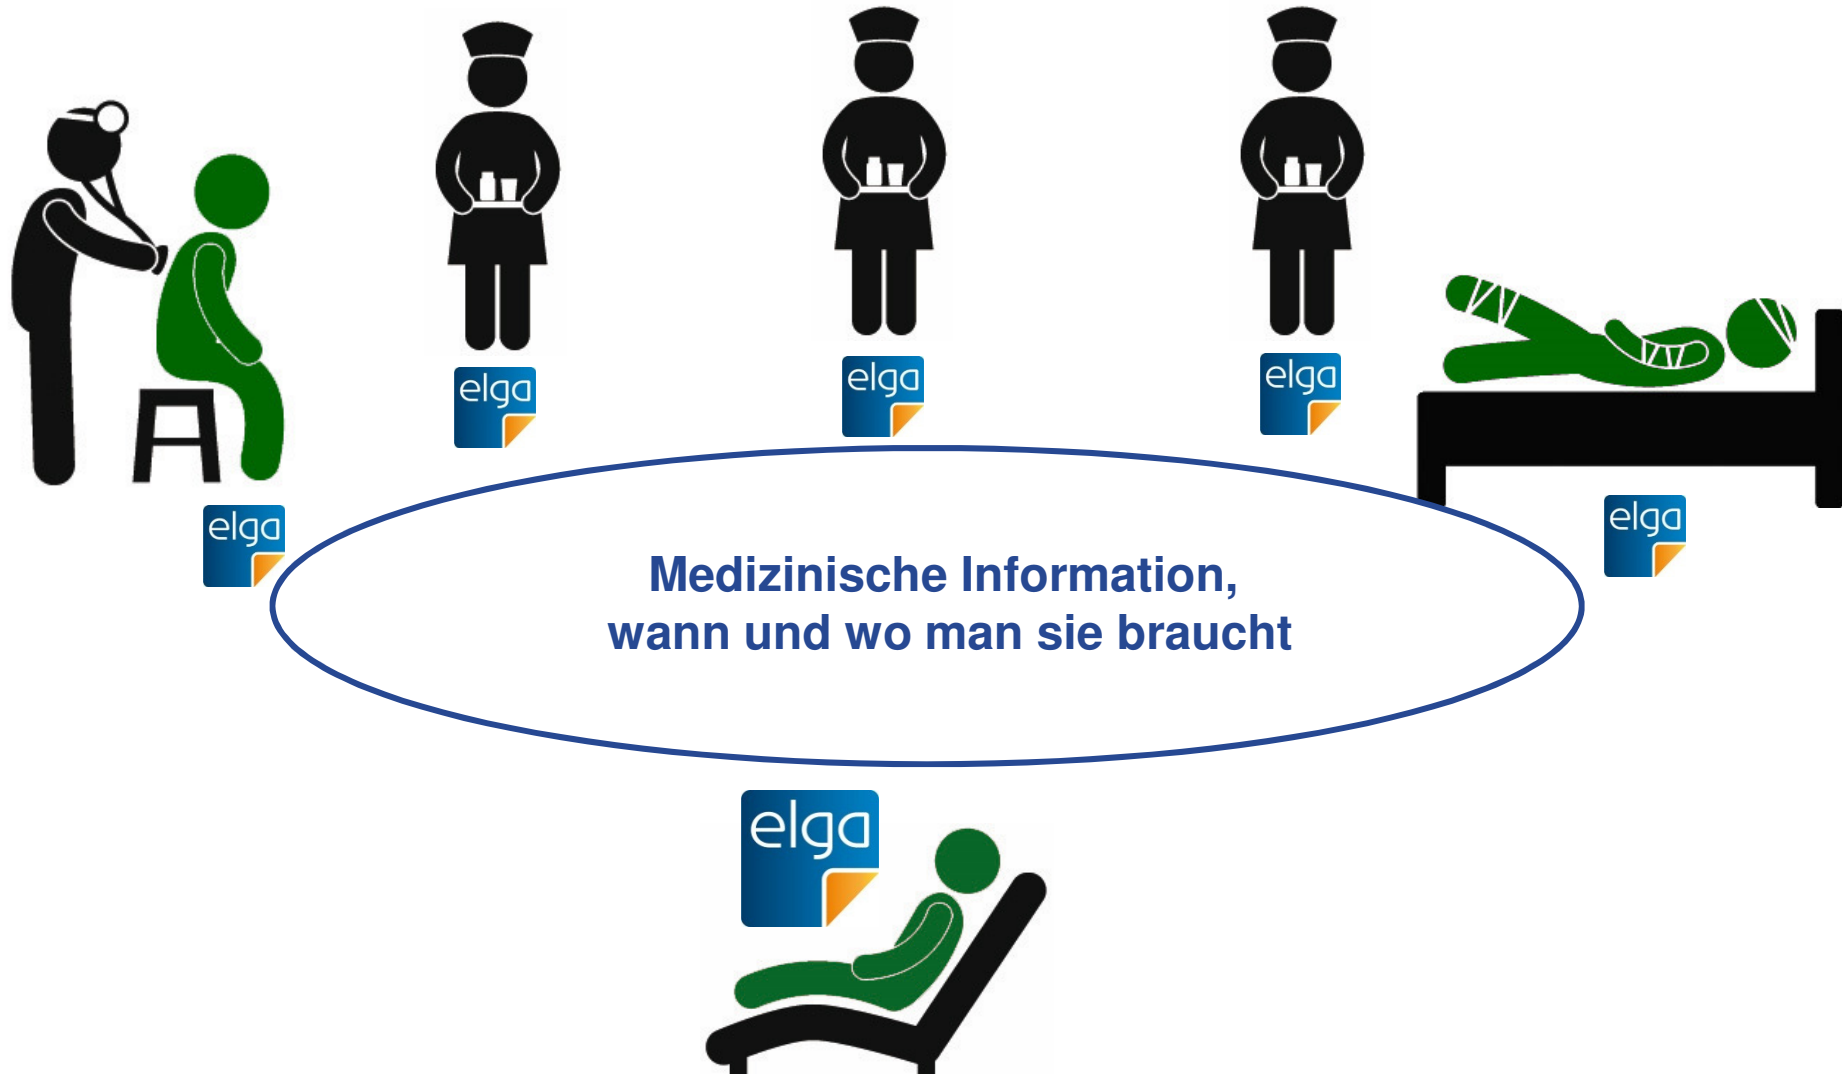 elga
elga
elga
elga
elga
Medizinische Information,
wann und wo man sie braucht
elga